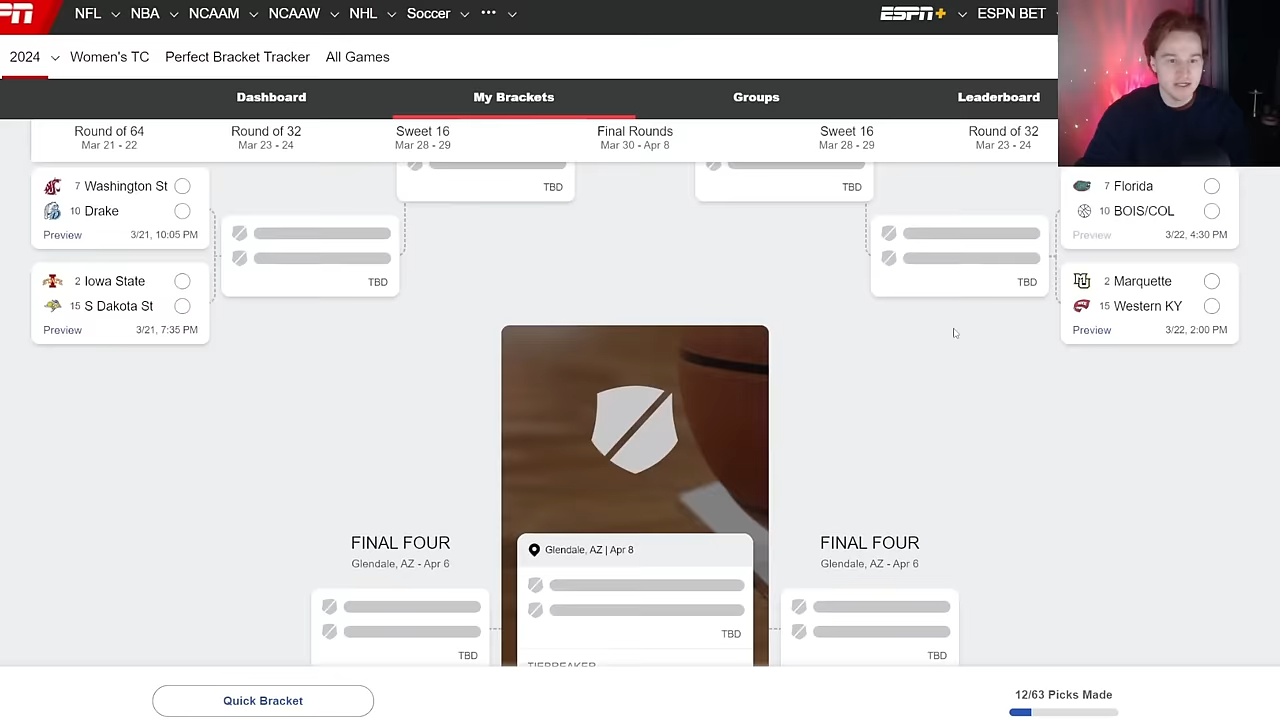 NFL NBA NCAAM NCAAW NHL Soccer ••• ESPN+ ESPN BET
2024 Women's TC Perfect Bracket Tracker All Games
Dashboard My Brackets Groups Leaderboard
Round of 64 Round of 32 Sweet 16 Final Rounds Sweet 16 Round of 32
Mar 21 - 22 Mar 23 - 24 Mar 28 - 29 Mar 30 - Apr 8 Mar 28 - 29 Mar 23 - 24
TBD TBD
7 Washington St
10 Drake
Preview 3/21, 10:05 PM
2 Iowa State
15 S Dakota St
Preview 3/21, 7:35 PM
TBD
TBD
7 Florida
10 BOIS/COL
Preview 3/22, 4:30 PM
2 Marquette
15 Western KY
Preview 3/22, 2:00 PM
FINAL FOUR
Glendale, AZ - Apr 6
TBD
Glendale, AZ | Apr 8
TBD
TIEBREAKER
FINAL FOUR
Glendale, AZ - Apr 6
TBD
Quick Bracket
12/63 Picks Made